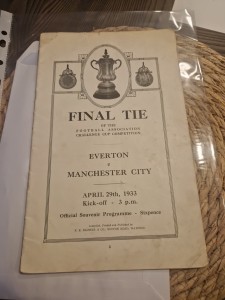 FINAL TIE
OF THE
FOOTBALL ASSOCIATION
CHALLENGE CUP COMPETITION
EVERTON
v
MANCHESTER CITY
APRIL 29th, 1933
Kick-off - 3 p.m.
Official Souvenir Programme - Sixpence